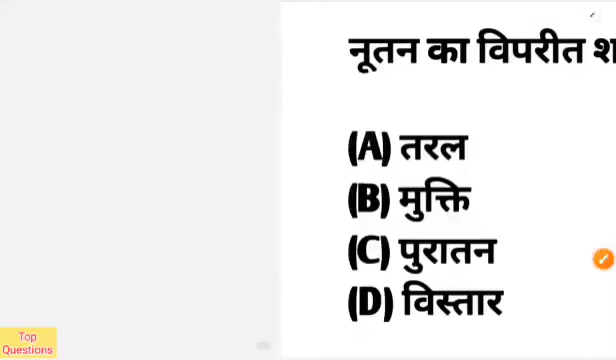 नूतन का विपरीत
(A) तरल
(B) मुक्ति
(C) पुरातन
(D) विस्तार
Top
Questions